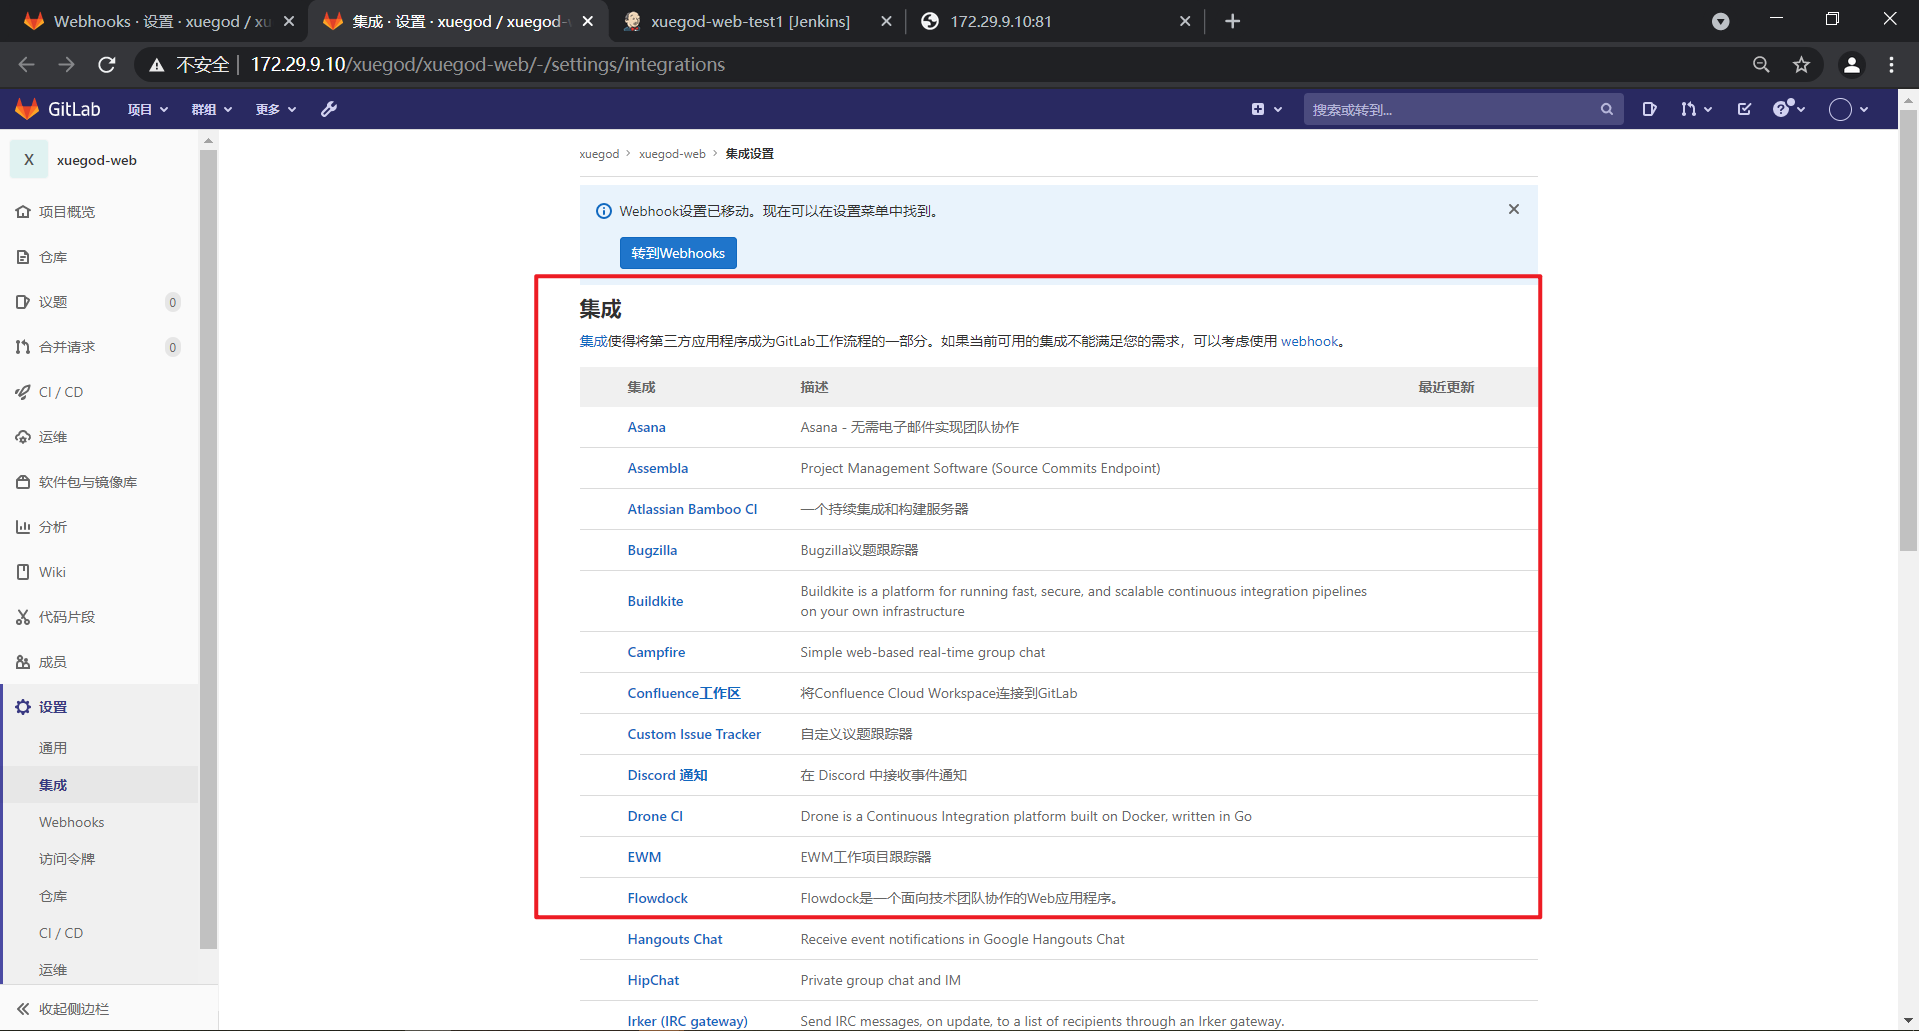 Webhooks · 设置 · xuegod / xu
集成 · 设置 · xuegod / xuegod-
xuegod-web-test1 [Jenkins]
172.29.9.10:81
不安全 172.29.9.10/xuegod/xuegod-web/-/settings/integrations
GitLab 项目 群组 更多 搜索或转到...
X xuegod-web
项目概览
仓库
议题 0
合并请求 0
CI / CD
运维
软件包与镜像库
分析
Wiki
代码片段
成员
设置
通用
集成
Webhooks
访问令牌
仓库
CI / CD
运维
收起侧边栏
xuegod › xuegod-web › 集成设置
Webhook设置已移动。现在可以在设置菜单中找到。
转到Webhooks
集成
集成使得将第三方应用程序成为GitLab工作流程的一部分。如果当前可用的集成不能满足您的需求，可以考虑使用 webhook。
集成 描述 最近更新
Asana Asana - 无需电子邮件实现团队协作
Assembla Project Management Software (Source Commits Endpoint)
Atlassian Bamboo CI 一个持续集成和构建服务器
Bugzilla Bugzilla议题跟踪器
Buildkite Buildkite is a platform for running fast, secure, and scalable continuous integration pipelines
on your own infrastructure
Campfire Simple web-based real-time group chat
Confluence工作区 将Confluence Cloud Workspace连接到GitLab
Custom Issue Tracker 自定义议题跟踪器
Discord 通知 在 Discord 中接收事件通知
Drone CI Drone is a Continuous Integration platform built on Docker, written in Go
EWM EWM工作项目跟踪器
Flowdock Flowdock是一个面向技术团队协作的Web应用程序。
Hangouts Chat Receive event notifications in Google Hangouts Chat
HipChat Private group chat and IM
Irker (IRC gateway) Send IRC messages, on update, to a list of recipients through an Irker gateway.